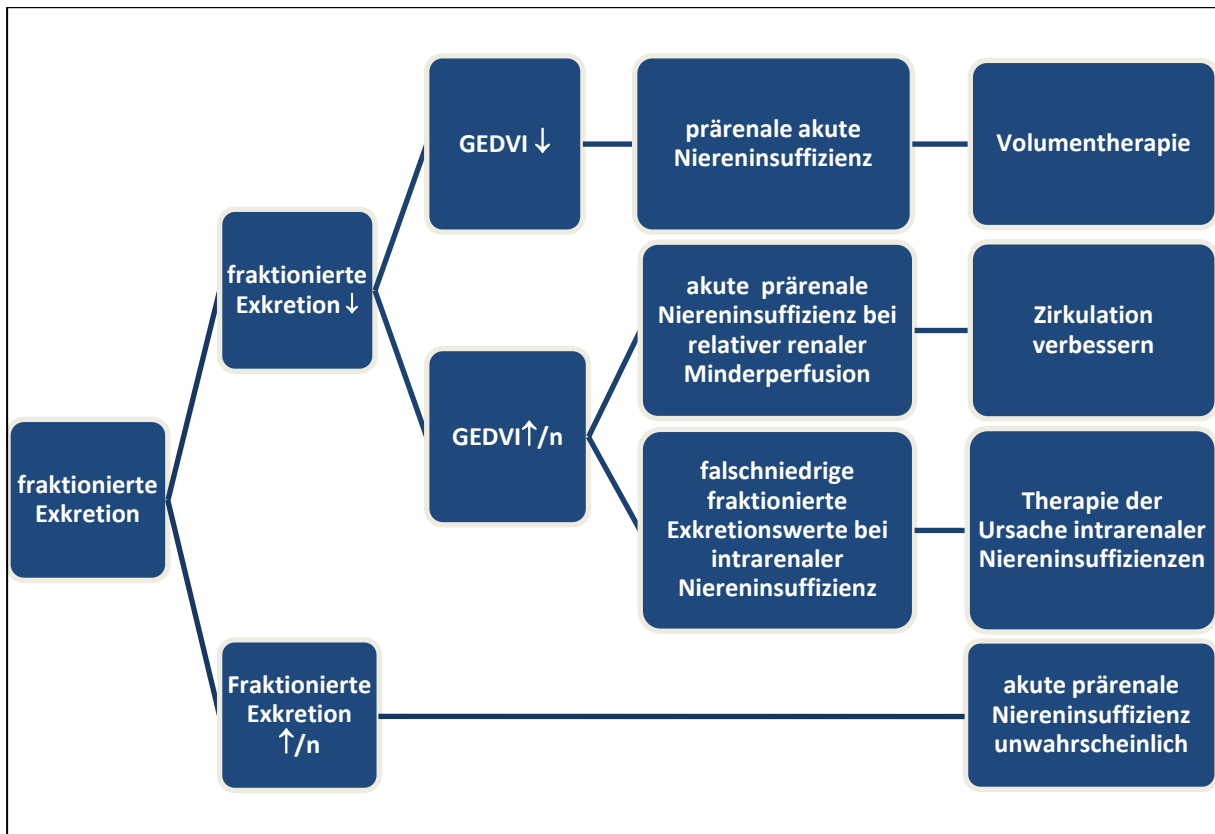 fraktionierte
Exkretion
fraktionierte
Exkretion ↓
GEDVI ↓
prärenale akute
Niereninsuffizienz
Volumentherapie
GEDVI↑/n
akute prärenale
Niereninsuffizienz bei
relativer renaler
Minderperfusion
Zirkulation
verbessern
falschniedrige
fraktionierte
Exkretionswerte bei
intrarenaler
Niereninsuffizienz
Therapie der
Ursache intrarenaler
Niereninsuffizienzen
Fraktionierte
Exkretion
↑/n
akute prärenale
Niereninsuffizienz
unwahrscheinlich